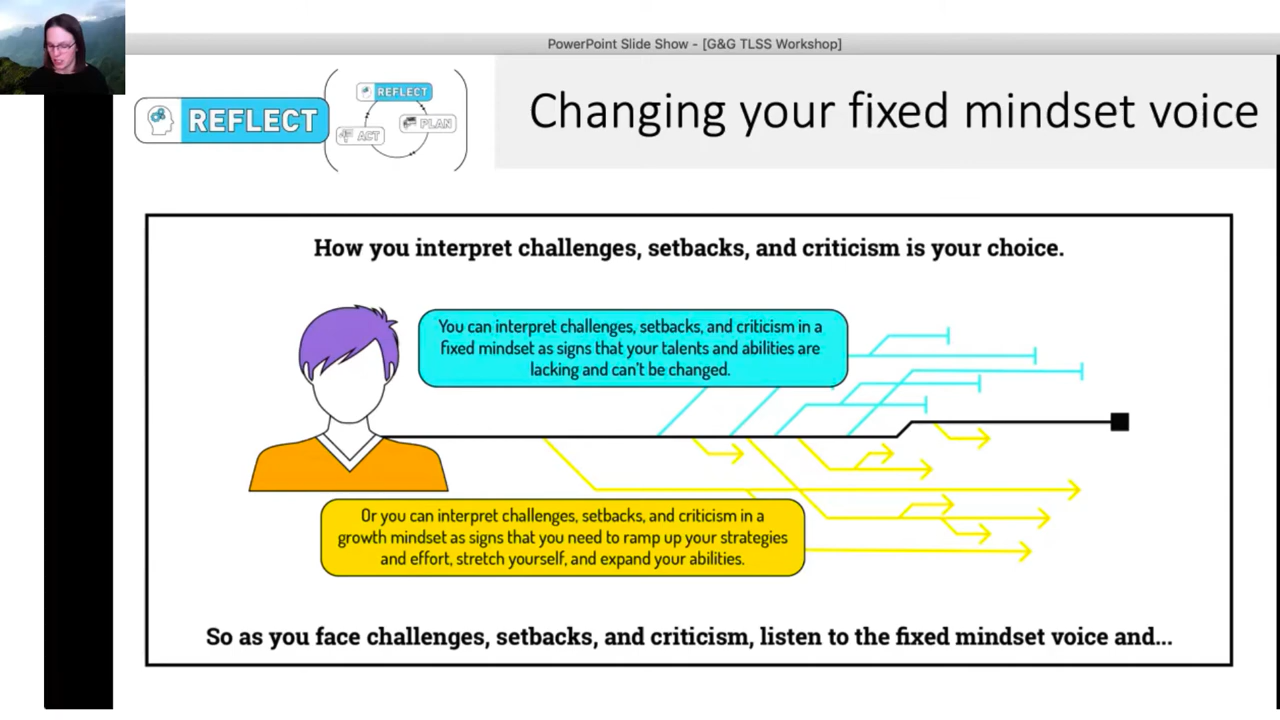 PowerPoint Slide Show - [G&G TLSS Workshop]
REFLECT
REFLECT
PLAN
ACT
Changing your fixed mindset voice
How you interpret challenges, setbacks, and criticism is your choice.
You can interpret challenges, setbacks, and criticism in a
fixed mindset as signs that your talents and abilities are
lacking and can't be changed.
Or you can interpret challenges, setbacks, and criticism in a
growth mindset as signs that you need to ramp up your strategies
and effort, stretch yourself, and expand your abilities.
So as you face challenges, setbacks, and criticism, listen to the fixed mindset voice and...